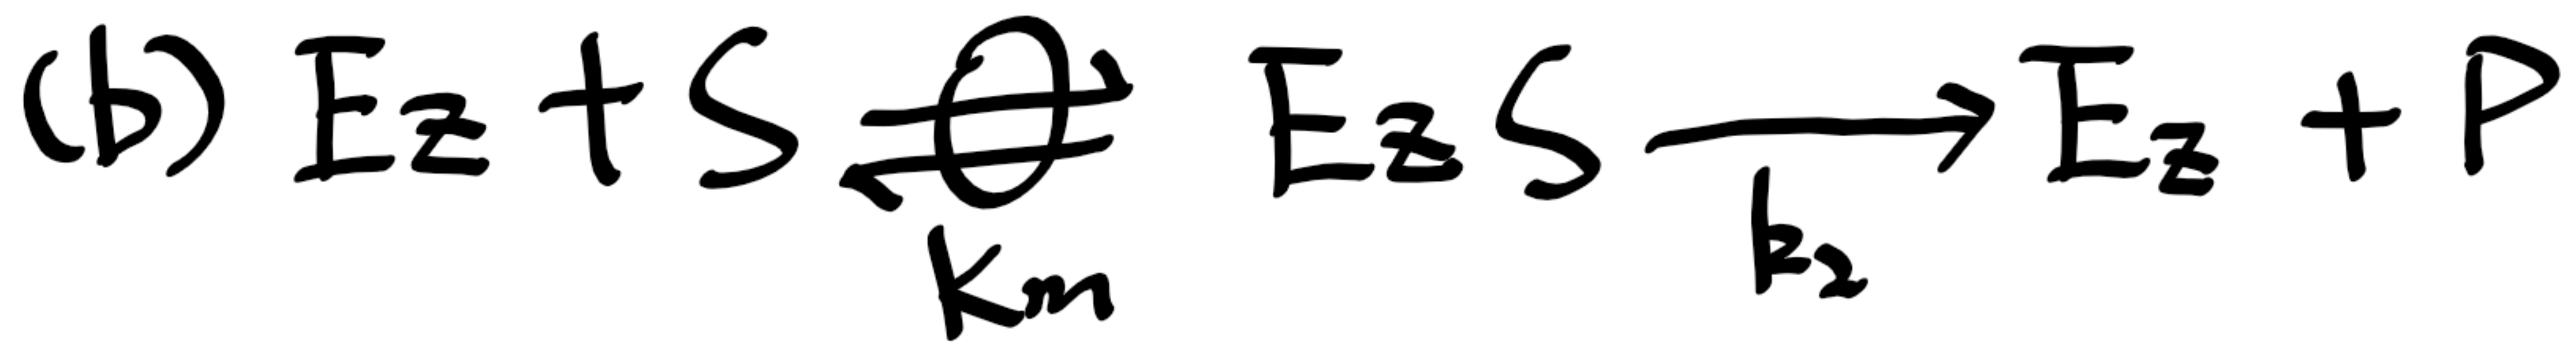 (b) Ez + S ⇌ EzS → Ez + P
Km k2